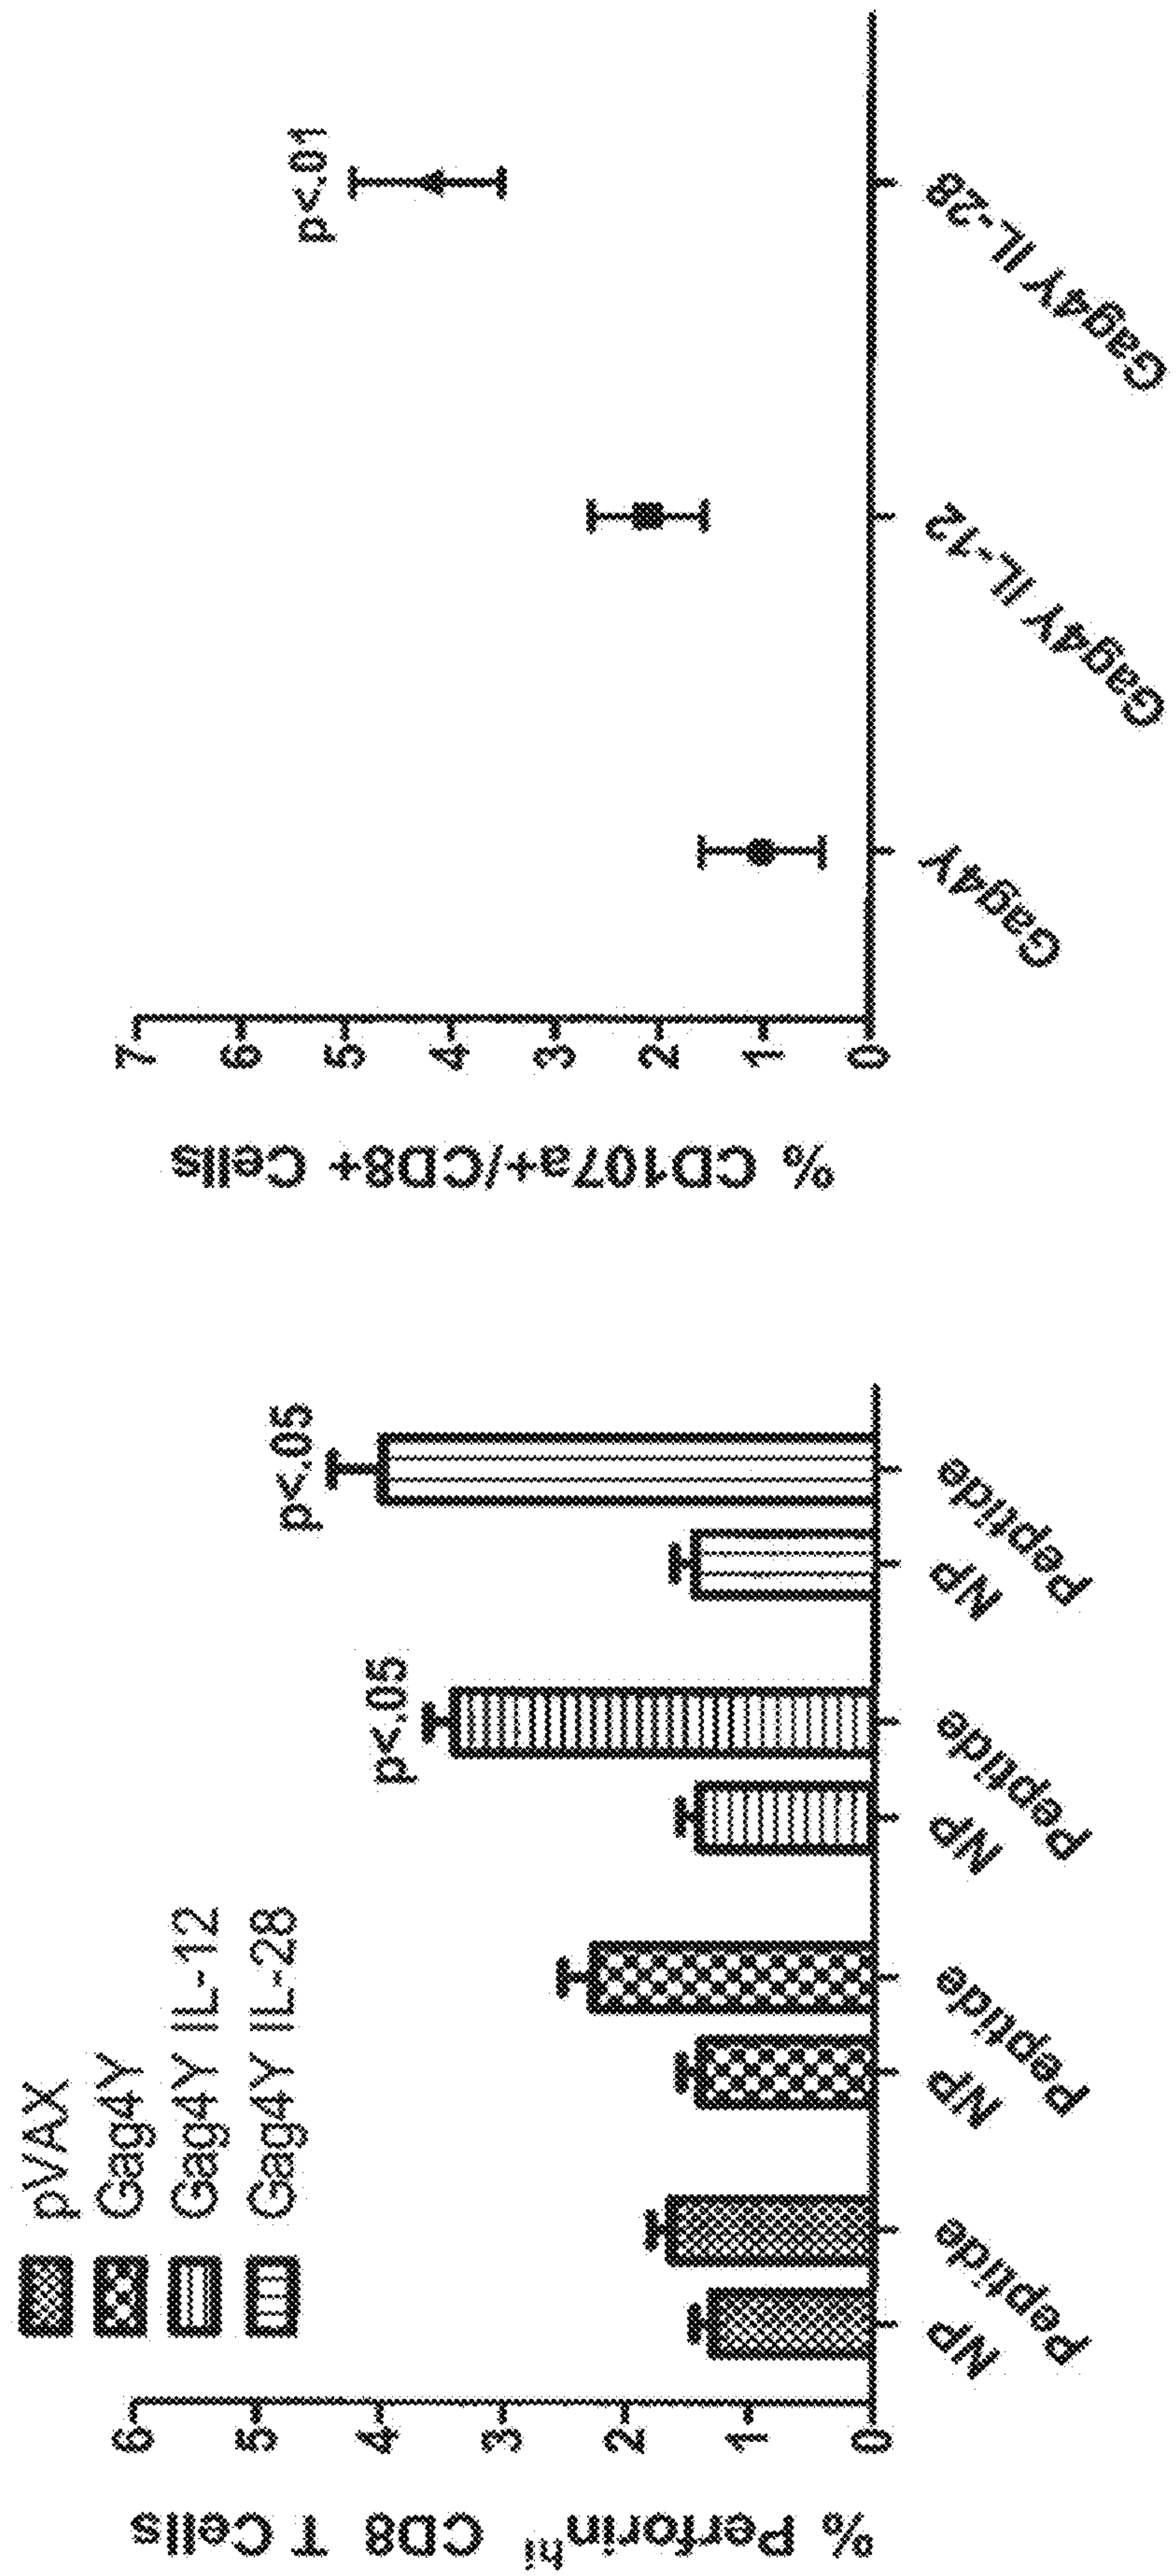 pVAX
Gag4Y
Gag4Y IL-12
Gag4Y IL-28
% Perforin^hi CD8 T Cells
6
5
4
3
2
1
0
p<.05
p<.05
NP
Peptide
NP
Peptide
NP
Peptide
NP
Peptide
% CD107a+/CD8+ Cells
7
6
5
4
3
2
1
0
p<.01
Gag4Y
Gag4Y IL-12
Gag4Y IL-28